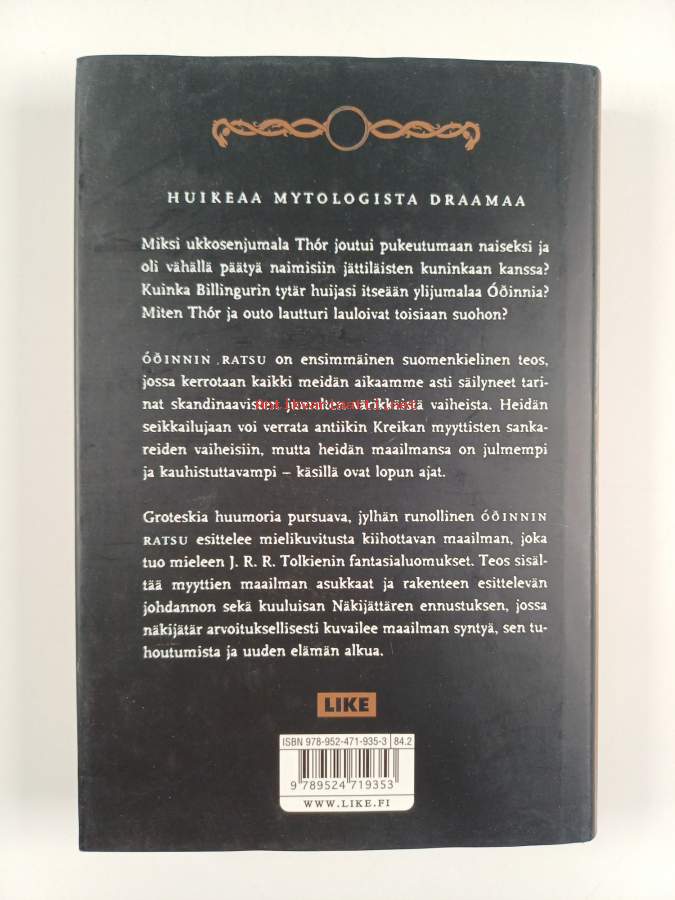 HUIKEAA MYTOLOGISTA DRAAMAA
Miksi ukkosenjumala Thór joutui pukeutumaan naiseksi ja
oli vähällä päätyä naimisiin jättiläisten kuninkaan kanssa?
Kuinka Billingurin tytär huijasi itseään ylijumalaa Óðinnia?
Miten Thór ja outo lautturi lauloivat toisiaan suohon?
ÓÐINNIN RATSU on ensimmäinen suomenkielinen teos,
jossa kerrotaan kaikki meidän aikaamme asti säilyneet tari-
nat skandinaavisten jumalten värikkäistä vaiheista. Heidän
seikkailujaan voi verrata antiikin Kreikan myyttisten sanka-
reiden vaiheisiin, mutta heidän maailmansa on julmempi
ja kauhistuttavampi – käsillä ovat lopun ajat.
Groteskia huumoria pursuava, jylhän runollinen ÓÐINNIN
RATSU esittelee mielikuvitusta kiihottavan maailman, joka
tuo mieleen J. R. R. Tolkienin fantasialuomukset. Teos sisäl-
tää myyttien maailman asukkaat ja rakenteen esittelevän
johdannon sekä kuuluisan Näkijättären ennustuksen, jossa
näkijätär arvoituksellisesti kuvailee maailman syntyä, sen tu-
houtumista ja uuden elämän alkua.
LIKE
ISBN 978-952-471-935-3 84.2
9 789524 719353
WWW.LIKE.FI